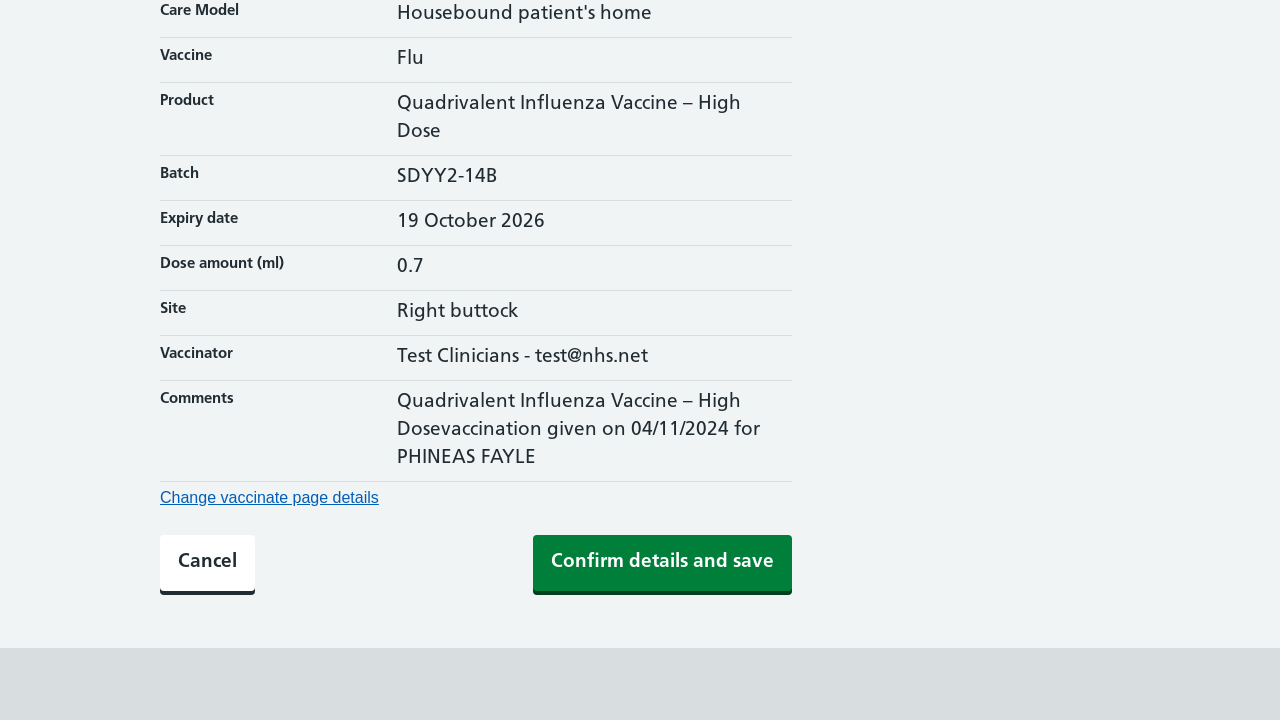 Care Model
Housebound patient's home
Vaccine
Flu
Product
Quadrivalent Influenza Vaccine – High
Dose
Batch
SDYY2-14B
Expiry date
19 October 2026
Dose amount (ml)
0.7
Site
Right buttock
Vaccinator
Test Clinicians - test@nhs.net
Comments
Quadrivalent Influenza Vaccine – High
Dosevaccination given on 04/11/2024 for
PHINEAS FAYLE
Change vaccinate page details
Cancel
Confirm details and save